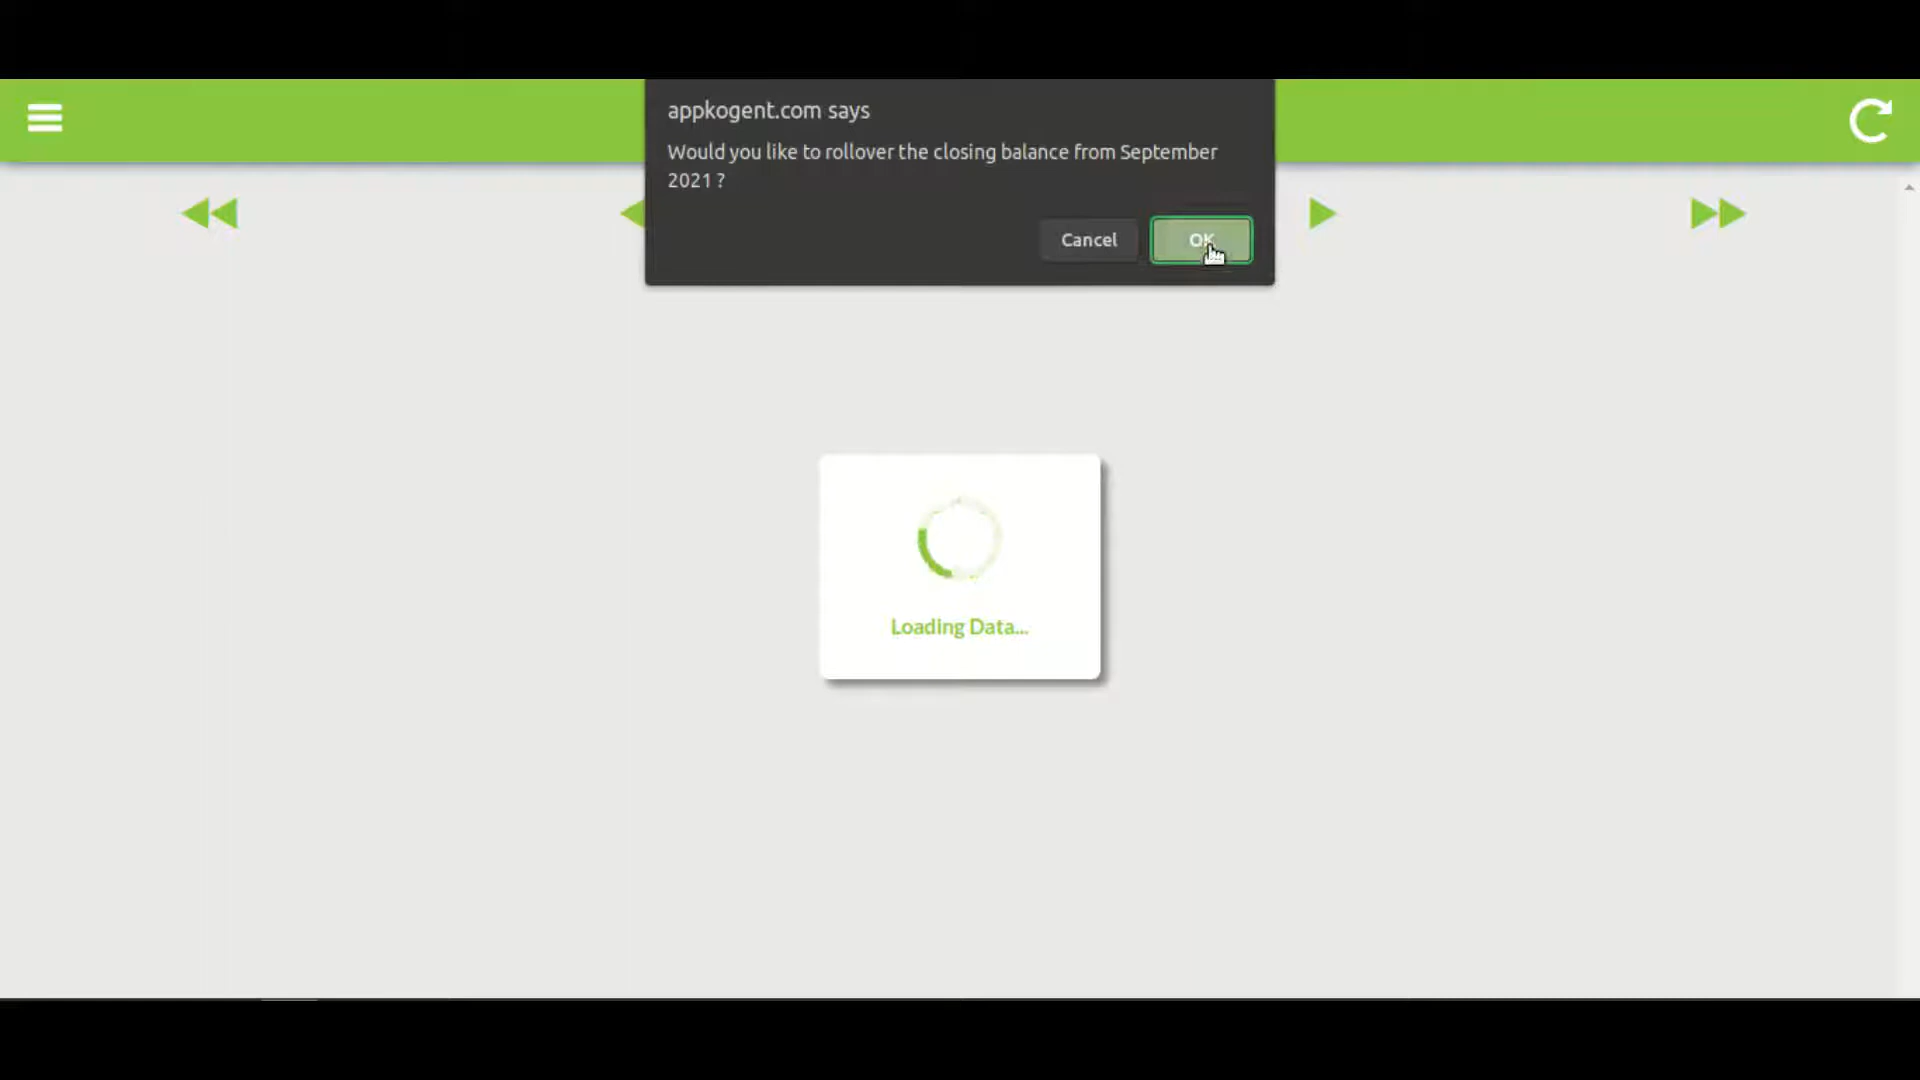 appkogent.com says
Would you like to rollover the closing balance from September
2021 ?
Cancel
OK
Loading Data...